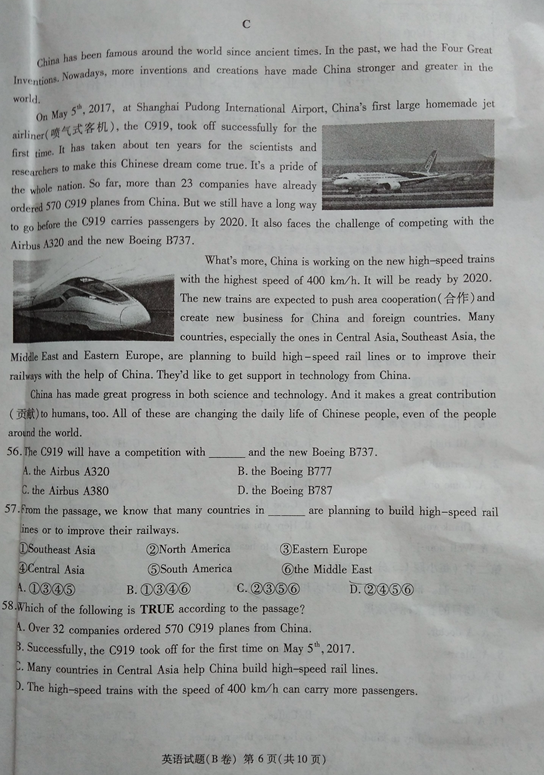 C
China has been famous around the world since ancient times. In the past, we had the Four Great
Inventions. Nowadays, more inventions and creations have made China stronger and greater in the
world.
On May 5th, 2017, at Shanghai Pudong International Airport, China's first large homemade jet
airliner(喷气式客机), the C919, took off successfully for the
first time. It has taken about ten years for the scientists and
researchers to make this Chinese dream come true. It's a pride of
the whole nation. So far, more than 23 companies have already
ordered 570 C919 planes from China. But we still have a long way
to go before the C919 carries passengers by 2020. It also faces the challenge of competing with the
Airbus A320 and the new Boeing B737.
What's more, China is working on the new high-speed trains
with the highest speed of 400 km/h. It will be ready by 2020.
The new trains are expected to push area cooperation(合作)and
create new business for China and foreign countries. Many
countries, especially the ones in Central Asia, Southeast Asia, the
Middle East and Eastern Europe, are planning to build high-speed rail lines or to improve their
railways with the help of China. They'd like to get support in technology from China.
China has made great progress in both science and technology. And it makes a great contribution
(贡献)to humans, too. All of these are changing the daily life of Chinese people, even of the people
around the world.
56. The C919 will have a competition with ______ and the new Boeing B737.
A. the Airbus A320 B. the Boeing B777
C. the Airbus A380 D. the Boeing B787
57. From the passage, we know that many countries in ______ are planning to build high-speed rail
lines or to improve their railways.
①Southeast Asia ②North America ③Eastern Europe
④Central Asia ⑤South America ⑥the Middle East
A. ①③④⑤ B. ①③④⑥ C. ②③⑤⑥ D. ②④⑤⑥
58. Which of the following is TRUE according to the passage?
A. Over 32 companies ordered 570 C919 planes from China.
B. Successfully, the C919 took off for the first time on May 5th, 2017.
C. Many countries in Central Asia help China build high-speed rail lines.
D. The high-speed trains with the speed of 400 km/h can carry more passengers.
英语试题(B卷) 第6页(共10页)